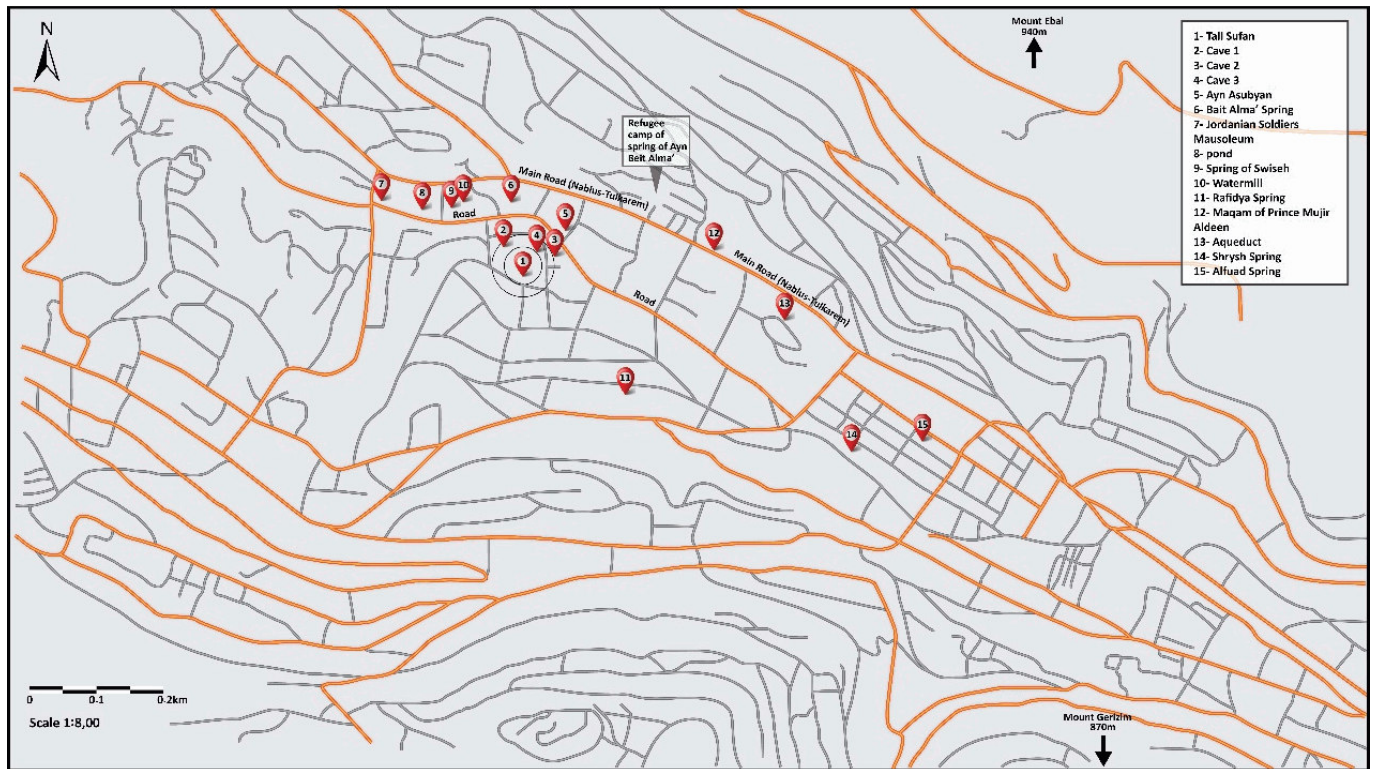 N
Mount Ebal
940m
1- Tall Sufan
2- Cave 1
3- Cave 2
4- Cave 3
5- Ayn Asubyan
6- Bait Alma' Spring
7- Jordanian Soldiers
Mausoleum
8- pond
9- Spring of Swiseh
10- Watermill
11- Rafidya Spring
12- Maqam of Prince Mujir
Aldeen
13- Aqueduct
14- Shrysh Spring
15- Alfuad Spring
Refugee
camp of
spring of Ayn
Beit Alma'
Main Road (Nablus-Tulkarem)
Road
7
8
9
10
6
5
2
4
3
1
12
Main Road (Nablus-Tulkarem)
Road
13
11
14
15
0 0.1 0.2km
Scale 1:8,00
Mount Gerizim
870m